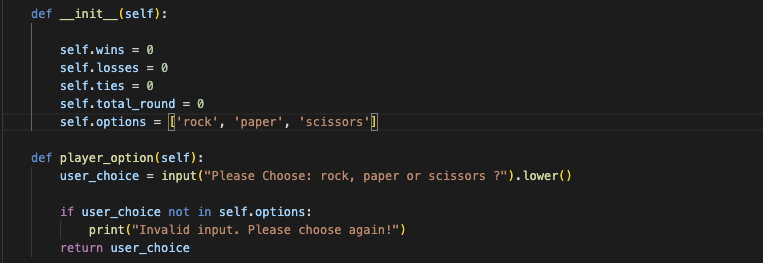 def __init__(self):
self.wins = 0
self.losses = 0
self.ties = 0
self.total_round = 0
self.options = ['rock', 'paper', 'scissors']
def player_option(self):
user_choice = input("Please Choose: rock, paper or scissors ?").lower()
if user_choice not in self.options:
print("Invalid input. Please choose again!")
return user_choice